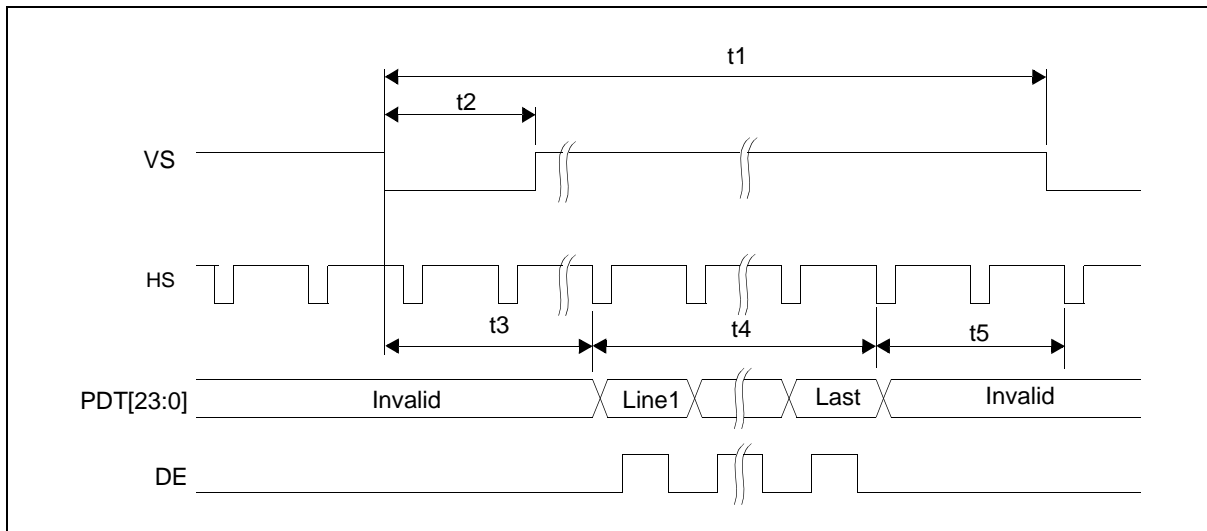 t1
t2
VS
HS
t3
t4
t5
PDT[23:0]
Invalid
Line1
Last
Invalid
DE